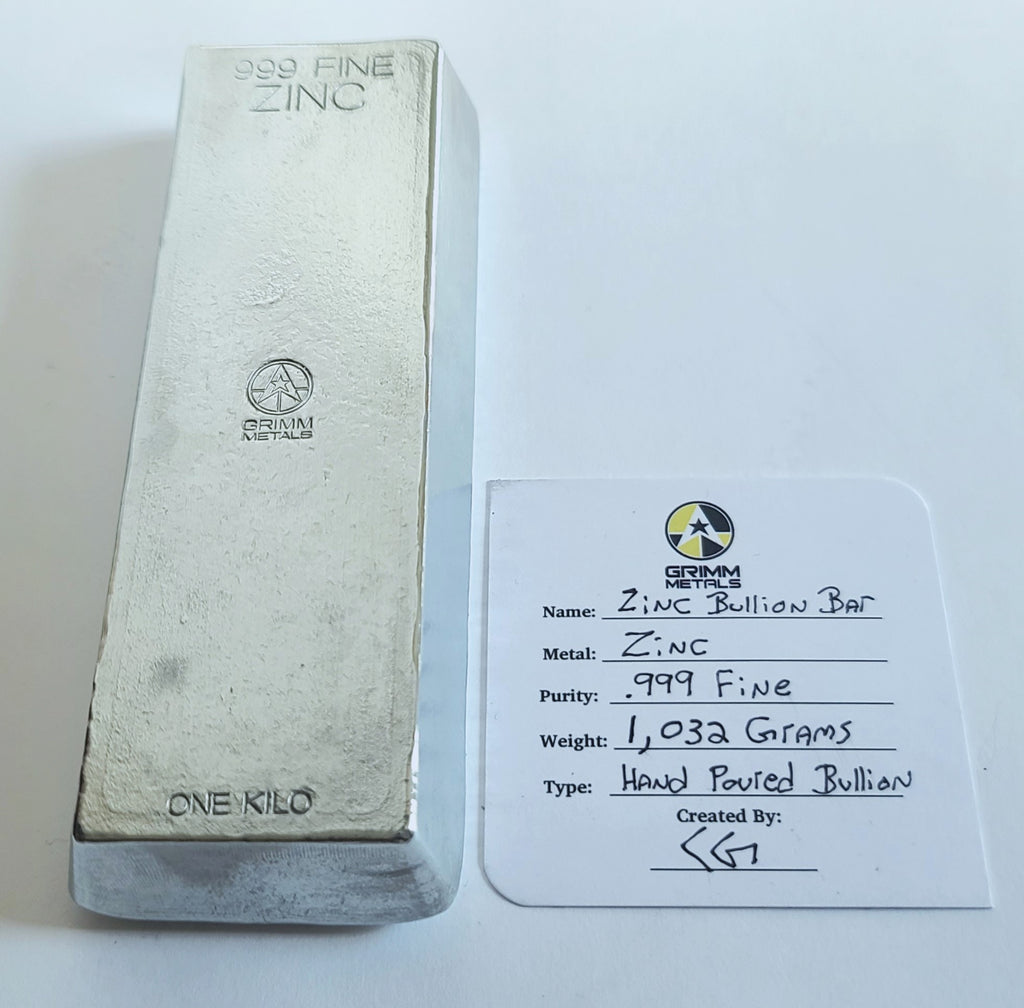 999 FINE
ZINC
GRIMM
METALS
ONE KILO
GRIMM
METALS
Name: Zinc Bullion Bar
Metal: Zinc
Purity: .999 Fine
Weight: 1,032 Grams
Type: Hand Poured Bullion
Created By:
CG